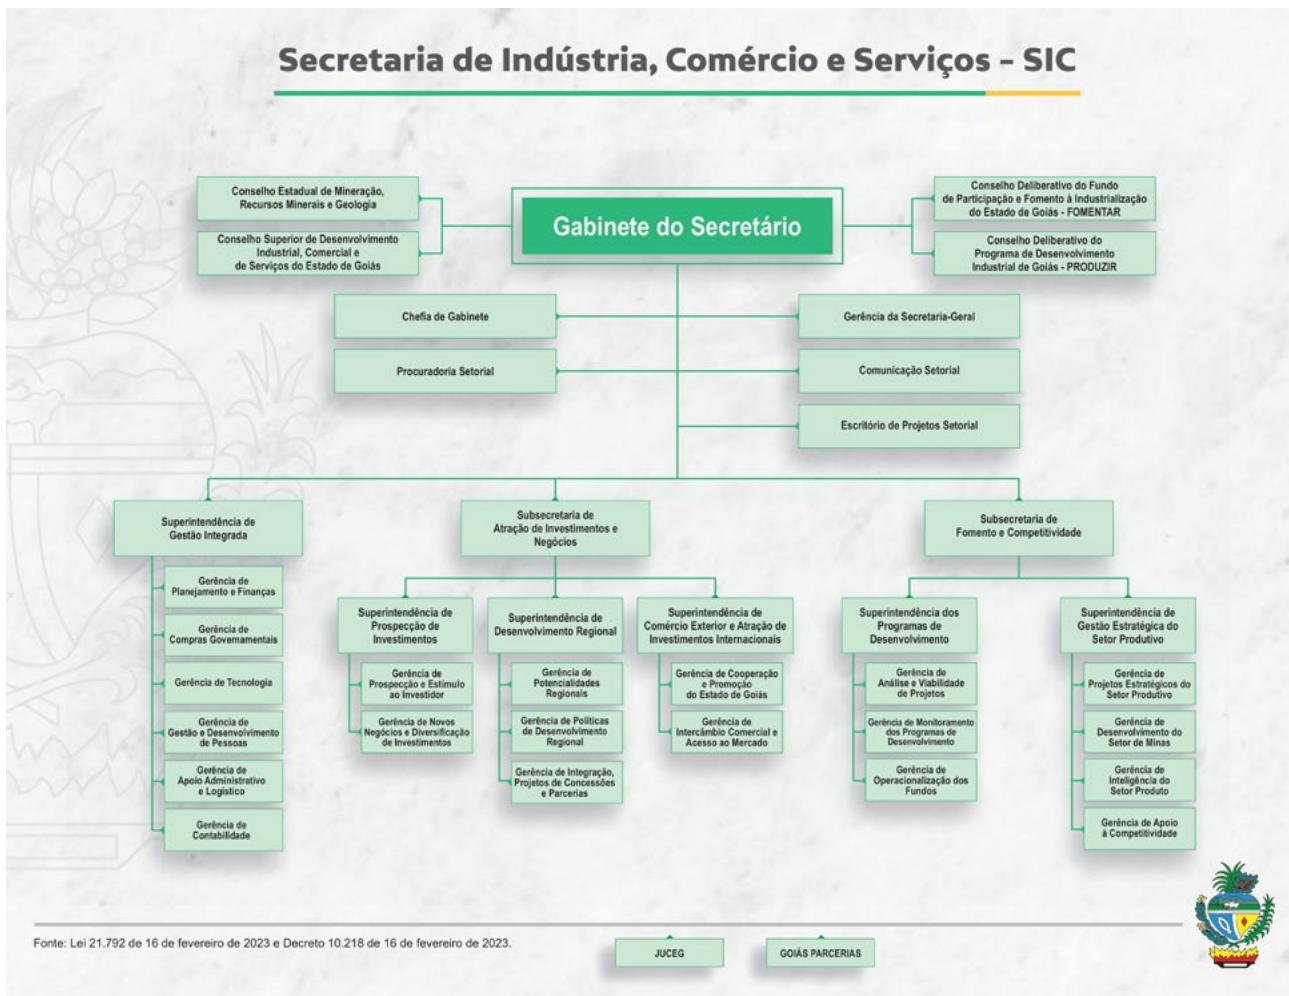 Secretaria de Indústria, Comércio e Serviços - SIC
Conselho Estadual de Mineração,
Recursos Minerais e Geologia
Conselho Superior de Desenvolvimento
Industrial, Comercial e
de Serviços do Estado de Goiás
Gabinete do Secretário
Conselho Deliberativo do Fundo
de Participação e Fomento à Industrialização
do Estado de Goiás - FOMENTAR
Conselho Deliberativo do
Programa de Desenvolvimento
Industrial de Goiás - PRODUZIR
Chefia de Gabinete
Gerência da Secretaria-Geral
Procuradoria Setorial
Comunicação Setorial
Escritório de Projetos Setorial
Superintendência de
Gestão Integrada
Gerência de
Planejamento e Finanças
Gerência de
Compras Governamentais
Gerência de Tecnologia
Gerência de
Gestão e Desenvolvimento
de Pessoas
Gerência de
Apoio Administrativo
e Logístico
Gerência de
Contabilidade
Subsecretaria de
Atração de Investimentos e
Negócios
Superintendência de
Prospecção de
Investimentos
Gerência de
Prospecção e Estímulo
ao Investidor
Gerência de Novos
Negócios e Diversificação
de Investimentos
Superintendência de
Desenvolvimento Regional
Gerência de
Potencialidades
Regionais
Gerência de Políticas
de Desenvolvimento
Regional
Gerência de Integração,
Projetos de Concessões
e Parcerias
Superintendência de
Comércio Exterior e Atração de
Investimentos Internacionais
Gerência de Cooperação
e Promoção
do Estado de Goiás
Gerência de
Intercâmbio Comercial e
Acesso ao Mercado
Subsecretaria de
Fomento e Competitividade
Superintendência dos
Programas de
Desenvolvimento
Gerência de
Análise e Viabilidade
de Projetos
Gerência de Monitoramento
dos Programas de
Desenvolvimento
Gerência de
Operacionalização dos
Fundos
Superintendência de
Gestão Estratégica do
Setor Produtivo
Gerência de
Projetos Estratégicos do
Setor Produtivo
Gerência de
Desenvolvimento do
Setor de Minas
Gerência de
Inteligência do
Setor Produto
Gerência de Apoio
à Competitividade
Fonte: Lei 21.792 de 16 de fevereiro de 2023 e Decreto 10.218 de 16 de fevereiro de 2023.
JUCEG
GOIÁS PARCERIAS